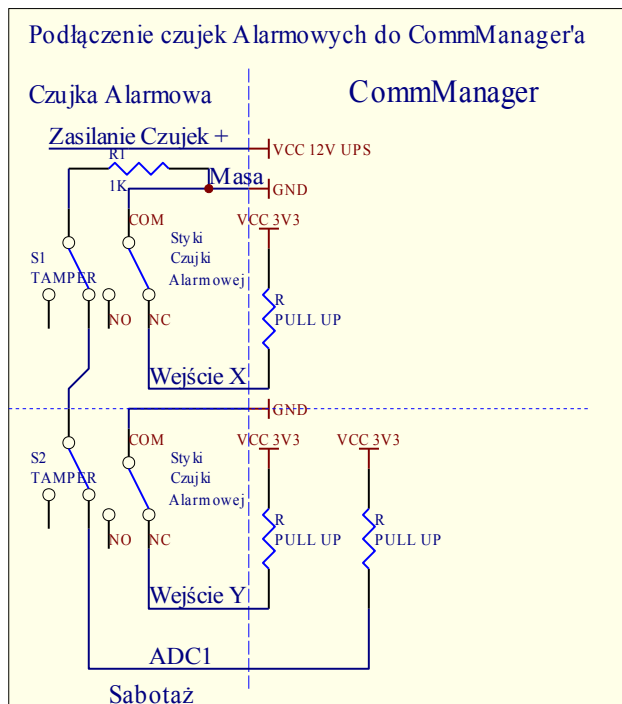 Podłączenie czujek Alarmowych do CommManager'a
Czujka Alarmowa
CommManager
Zasilanie Czujek +
VCC 12V UPS
R1
1K
Masa
GND
COM
VCC 3V3
S1
TAMPER
Styki
Czujki
Alarmowej
R
PULL UP
NO
NC
Wejście X
GND
COM
VCC 3V3
VCC 3V3
S2
TAMPER
Styki
Czujki
Alarmowej
R
PULL UP
R
PULL UP
NO
NC
Wejście Y
ADC1
Sabotaż